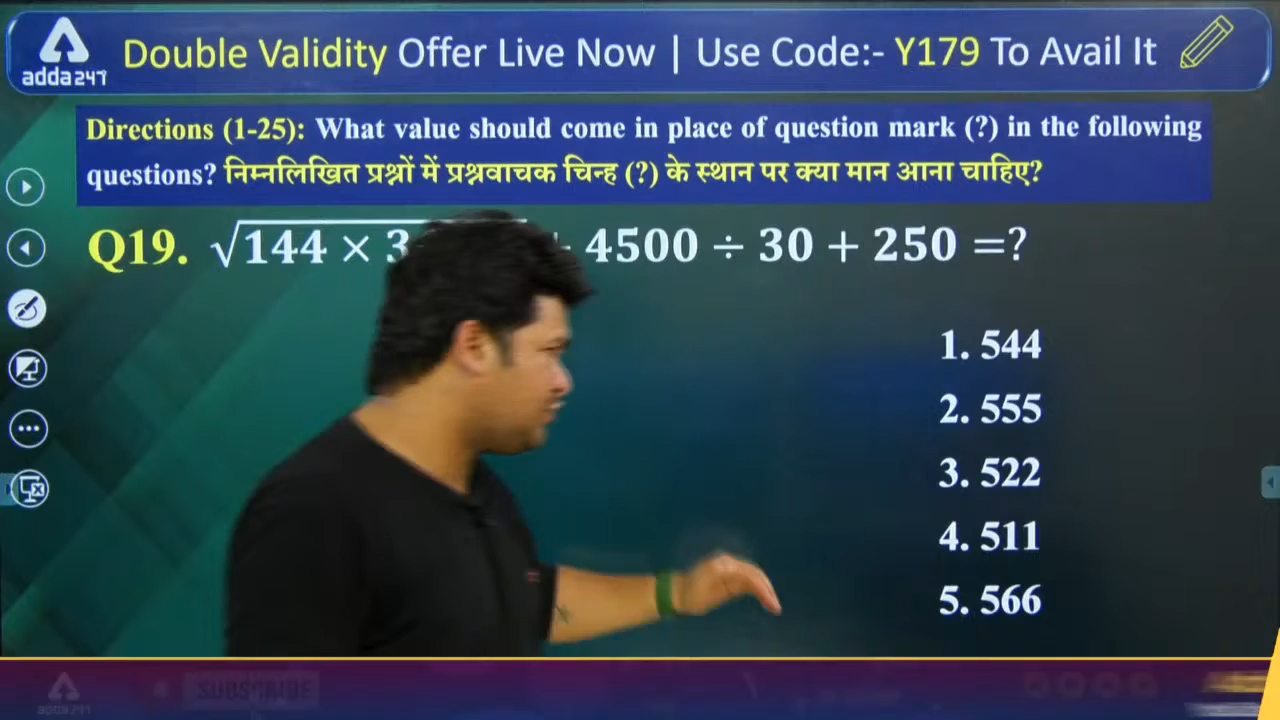 adda247
Double Validity Offer Live Now | Use Code:- Y179 To Avail It
Directions (1-25): What value should come in place of question mark (?) in the following
questions? निम्नलिखित प्रश्नों में प्रश्नवाचक चिन्ह (?) के स्थान पर क्या मान आना चाहिए?
Q19. √144 × 3 4500 ÷ 30 + 250 =?
1. 544
2. 555
3. 522
4. 511
5. 566
SUBSCRIBE
adda247